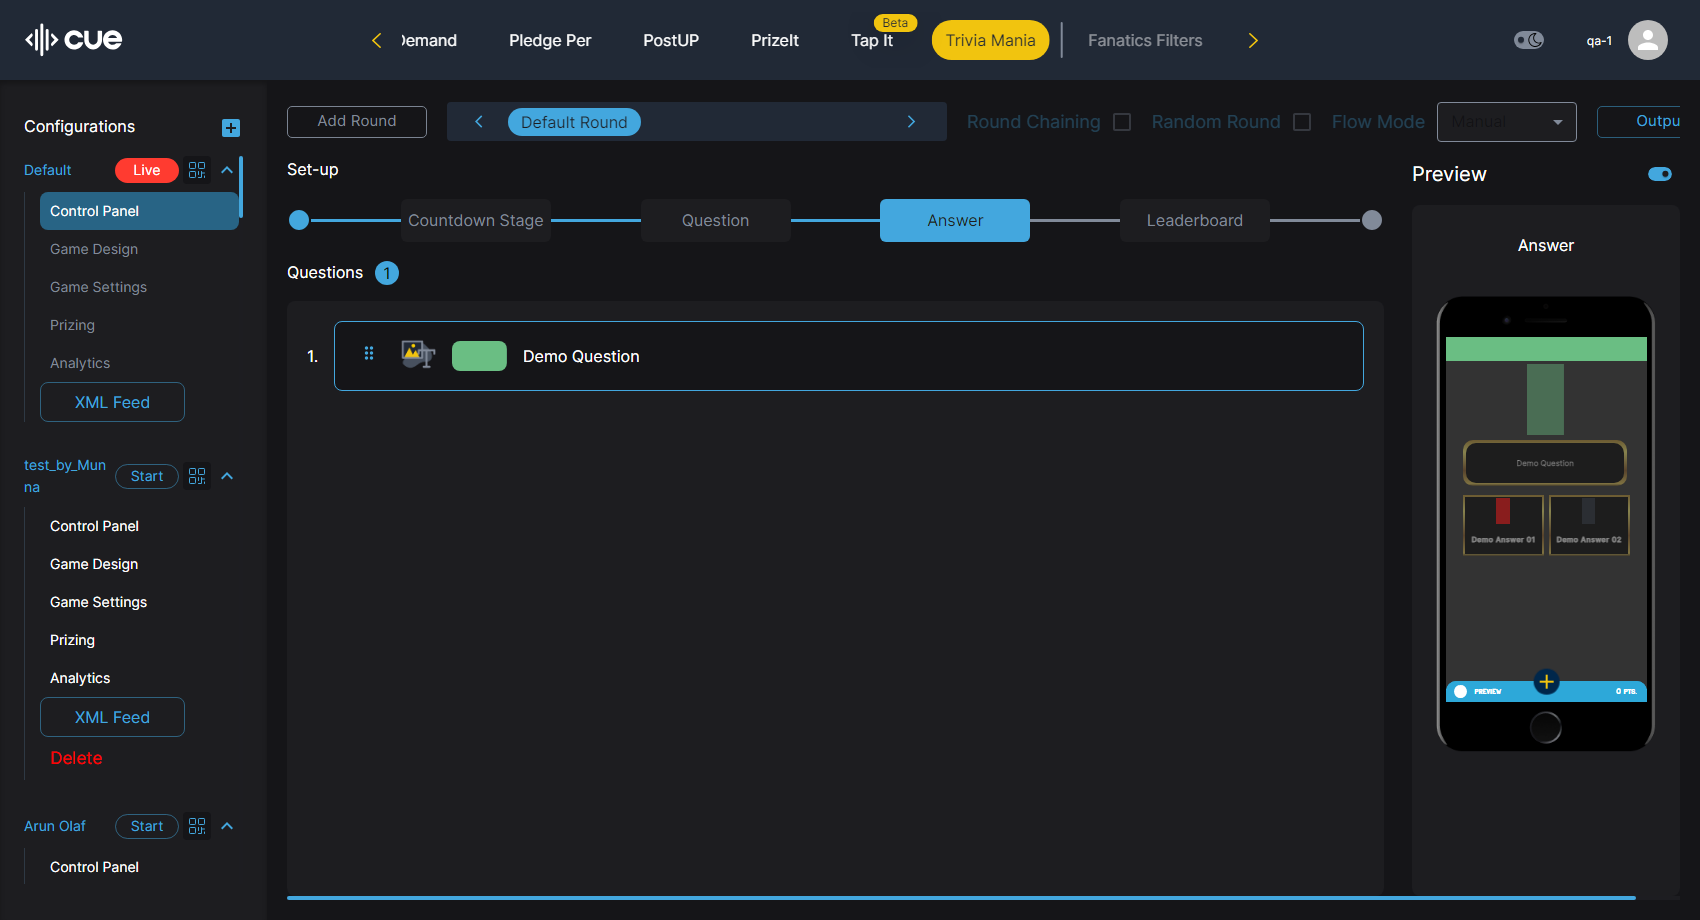 cue
Demand
Pledge Per
PostUP
PrizeIt
Tap It
Beta
Trivia Mania
Fanatics Filters
qa-1
Configurations
Default
Live
Control Panel
Game Design
Game Settings
Prizing
Analytics
XML Feed
test_by_Mun
na
Start
Control Panel
Game Design
Game Settings
Prizing
Analytics
XML Feed
Delete
Arun Olaf
Start
Control Panel
Add Round
Default Round
Round Chaining
Random Round
Flow Mode
Manual
Outpu
Set-up
Countdown Stage
Question
Answer
Leaderboard
Questions 1
1.
Demo Question
Preview
Answer
Demo Question
Demo Answer 01
Demo Answer 02
PREVIEW
0 PTS.